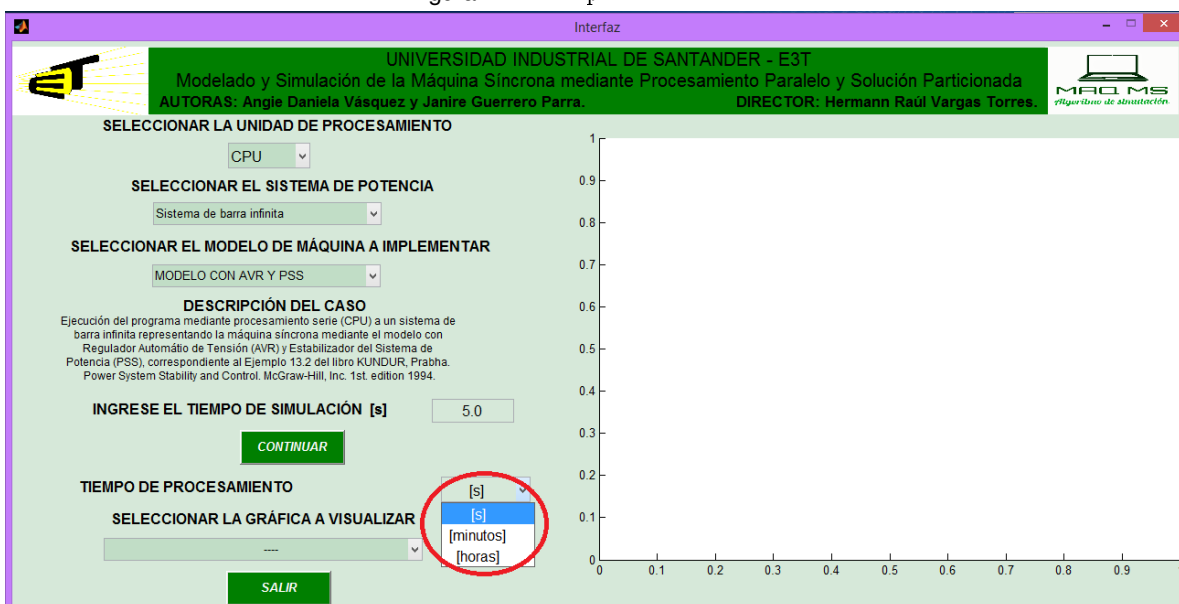 Interfaz
UNIVERSIDAD INDUSTRIAL DE SANTANDER - E3T
Modelado y Simulación de la Máquina Síncrona mediante Procesamiento Paralelo y Solución Particionada
AUTORAS: Angie Daniela Vásquez y Janire Guerrero Parra. DIRECTOR: Hermann Raúl Vargas Torres.
MAQ MS
Algoritmo de simulación
SELECCIONAR LA UNIDAD DE PROCESAMIENTO
CPU
SELECCIONAR EL SISTEMA DE POTENCIA
Sistema de barra infinita
SELECCIONAR EL MODELO DE MÁQUINA A IMPLEMENTAR
MODELO CON AVR Y PSS
DESCRIPCIÓN DEL CASO
Ejecución del programa mediante procesamiento serie (CPU) a un sistema de
barra infinita representando la máquina síncrona mediante el modelo con
Regulador Automátio de Tensión (AVR) y Estabilizador del Sistema de
Potencia (PSS), correspondiente al Ejemplo 13.2 del libro KUNDUR, Prabha.
Power System Stability and Control. McGraw-Hill, Inc. 1st. edition 1994.
INGRESE EL TIEMPO DE SIMULACIÓN [s] 5.0
CONTINUAR
TIEMPO DE PROCESAMIENTO [s]
[s]
[minutos]
[horas]
SELECCIONAR LA GRÁFICA A VISUALIZAR
----
SALIR
1
0.9
0.8
0.7
0.6
0.5
0.4
0.3
0.2
0.1
0
0 0.1 0.2 0.3 0.4 0.5 0.6 0.7 0.8 0.9